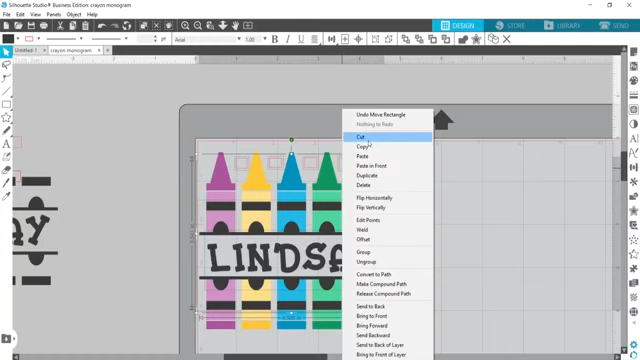 Silhouette Studio® Business Edition: crayon monogram
File Edit View Panels Object Help
DESIGN STORE LIBRARY SEND
Arial 1.00
Untitled-1 crayon monogram
Undo Move Rectangle
Nothing to Redo
Cut
Copy
Paste
Paste in Front
Duplicate
Delete
Flip Horizontally
Flip Vertically
Edit Points
Weld
Offset
Group
Ungroup
Convert to Path
Make Compound Path
Release Compound Path
Send to Back
Bring to Front
Bring Forward
Send Backward
Send to Back of Layer
Bring to Front of Layer
AY
LINDSA